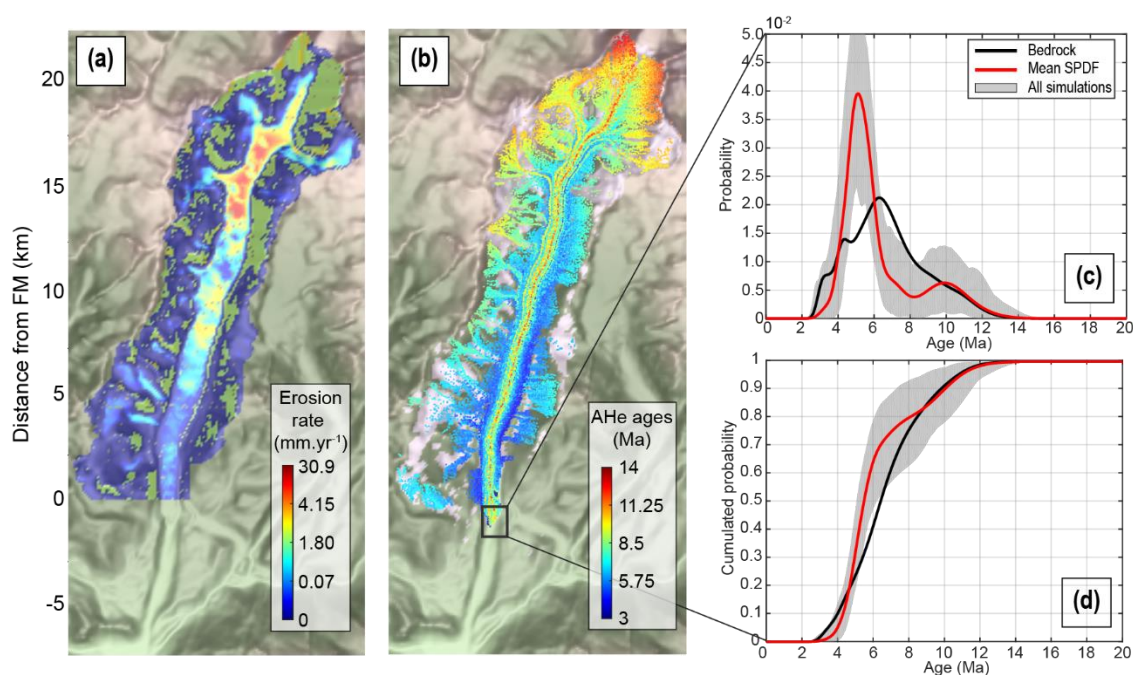 (a)
(b)
Distance from FM (km)
20
15
10
5
0
-5
Erosion
rate
(mm.yr⁻¹)
30.9
4.15
1.80
0.07
0
AHe ages
(Ma)
14
11.25
8.5
5.75
3
×10⁻²
5.0
4.5
4.0
3.5
3.0
2.5
2.0
1.5
1.0
0.5
0
Probability
Bedrock
Mean SPDF
All simulations
(c)
0 2 4 6 8 10 12 14 16 18 20
Age (Ma)
1
0.9
0.8
0.7
0.6
0.5
0.4
0.3
0.2
0.1
0
Cumulated probability
(d)
0 2 4 6 8 10 12 14 16 18 20
Age (Ma)